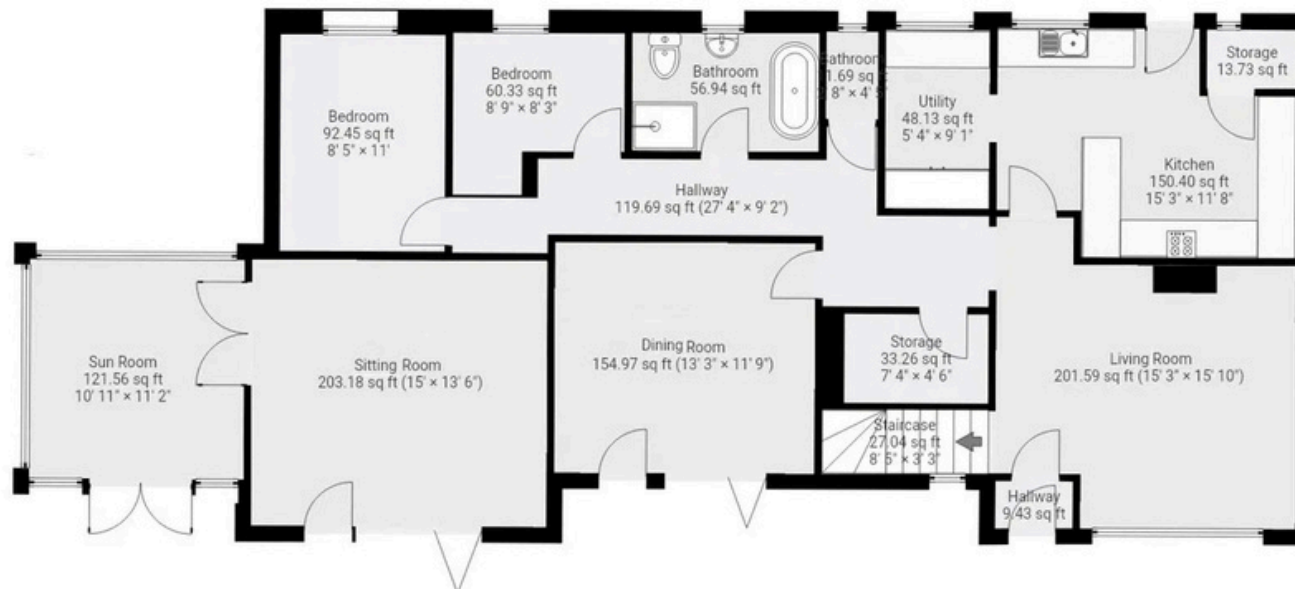 Bedroom
92.45 sq ft
8' 5" × 11'
Bedroom
60.33 sq ft
8' 9" × 8' 3"
Bathroom
56.94 sq ft
athroom
1.69 sq
8" × 4'
Utility
48.13 sq ft
5' 4" × 9' 1"
Storage
13.73 sq ft
Kitchen
150.40 sq ft
15' 3" × 11' 8"
Hallway
119.69 sq ft (27' 4" × 9' 2")
Sun Room
121.56 sq ft
10' 11" × 11' 2"
Sitting Room
203.18 sq ft (15' × 13' 6")
Dining Room
154.97 sq ft (13' 3" × 11' 9")
Storage
33.26 sq ft
7' 4" × 4' 6"
Living Room
201.59 sq ft (15' 3" × 15' 10")
Staircase
27.04 sq ft
8' 5" × 3' 3"
Hallway
9.43 sq ft